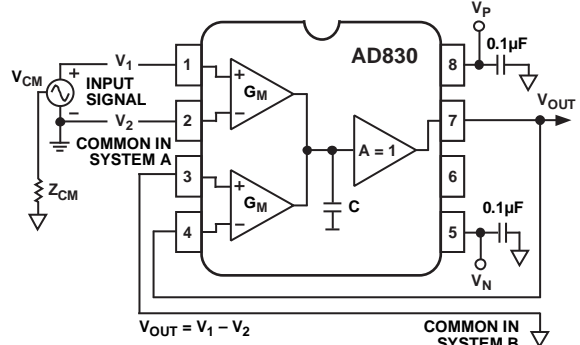 V_P
AD830
0.1µF
V_1
1
8
V_CM
+
INPUT
SIGNAL
+
−
G_M
V_OUT
−
V_2
2
7
COMMON IN
SYSTEM A
A = 1
3
6
+
−
G_M
C
Z_CM
0.1µF
4
5
V_N
V_OUT = V_1 − V_2
COMMON IN
SYSTEM B